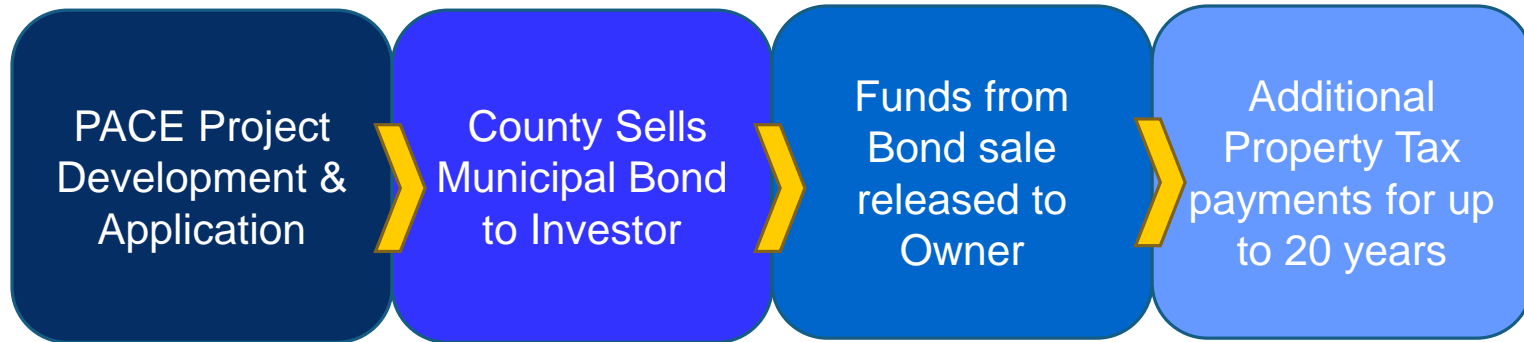 PACE Project
Development &
Application
County Sells
Municipal Bond
to Investor
Funds from
Bond sale
released to
Owner
Additional
Property Tax
payments for up
to 20 years